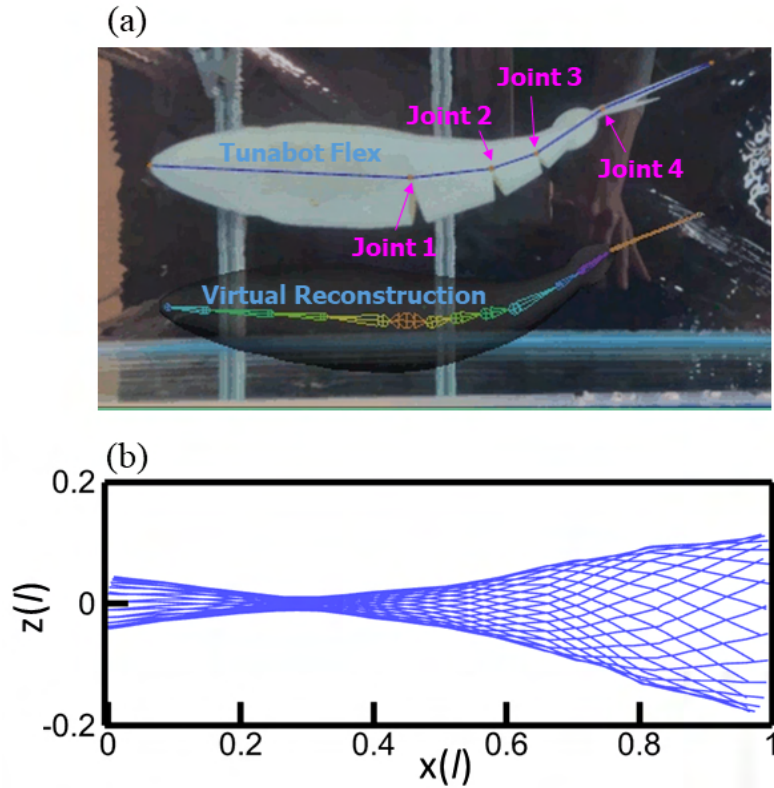 (a)
Joint 3
Joint 2
Tunabot Flex
Joint 4
Joint 1
Virtual Reconstruction
(b)
0.2
z(l)
0
-0.2
0
0.2
0.4
0.6
0.8
1
x(l)